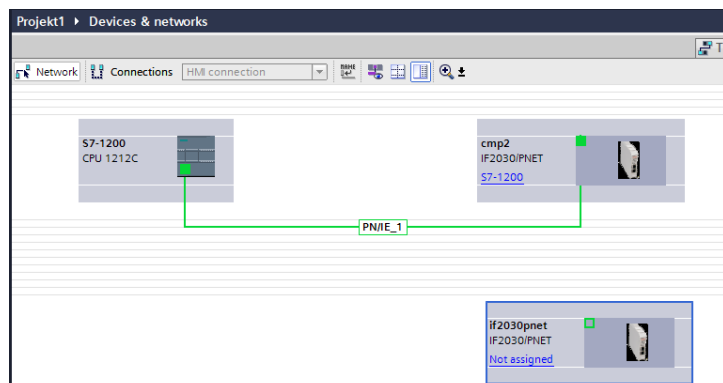 Projekt1 ▸ Devices & networks
T
Network Connections HMI connection
S7-1200
CPU 1212C
cmp2
IF2030/PNET
S7-1200
PN/IE_1
if2030pnet
IF2030/PNET
Not assigned